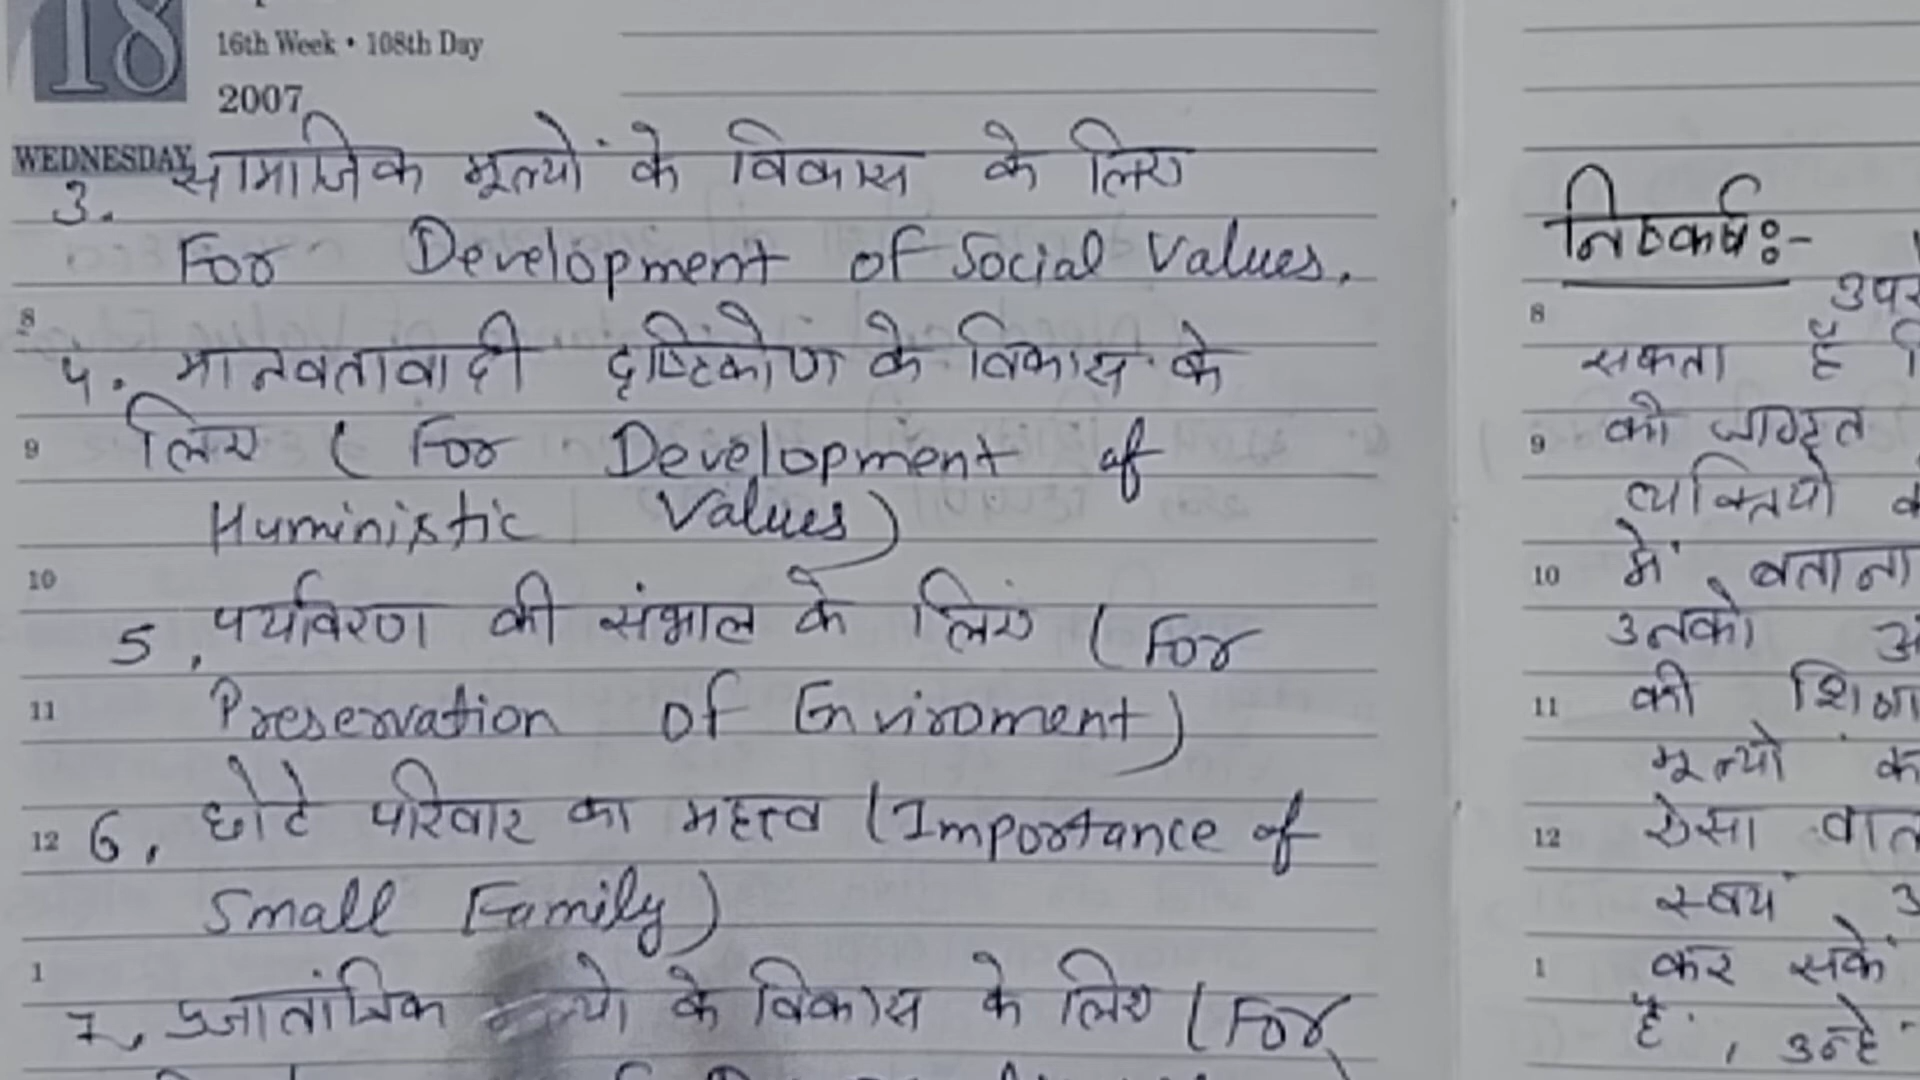 18
16th Week • 108th Day
2007
WEDNESDAY
3. सामाजिक मूल्यों के विकास के लिए
For Development of Social Values.
8
4. मानवतावादी दृष्टिकोण के विकास के
9 लिए ( For Development of
Huministic Values)
10
5. पर्यावरण की संभाल के लिए (For
11 Preservation of Enviroment)
12 6. छोटे परिवार का महत्व (Importance of
Small Family)
1
7. प्रजातांत्रिक के विकास के लिए (For
निष्कर्ष:-
8
सकता है
9 को जागृत
व्यक्तियो
10 में बताना
उनको
11 की
मूल्यो
12 ऐसा
स्वयं
1 कर सकें
हैं, उन्हें